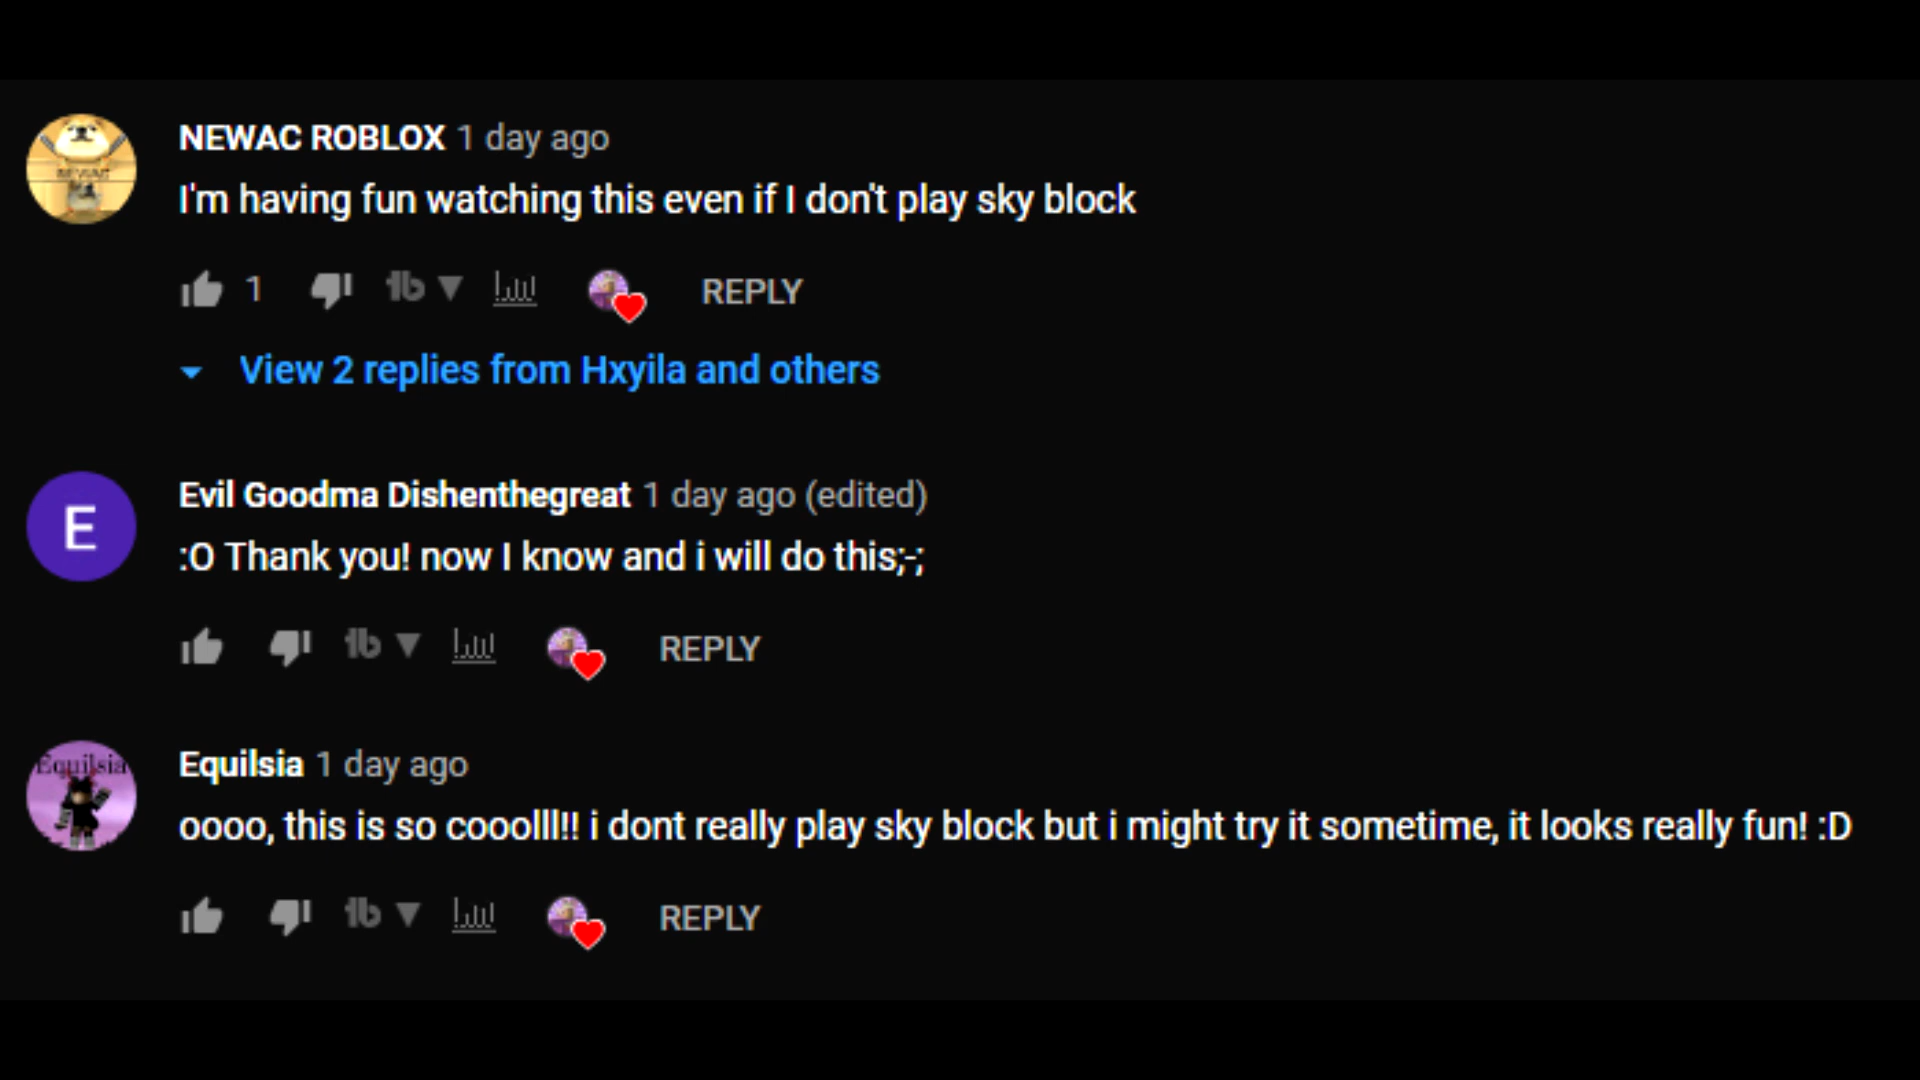 NEWAC ROBLOX 1 day ago
I'm having fun watching this even if I don't play sky block
1 REPLY
View 2 replies from Hxyila and others
E
Evil Goodma Dishenthegreat 1 day ago (edited)
:O Thank you! now I know and i will do this;-;
REPLY
Equilsia
Equilsia 1 day ago
oooo, this is so cooolll!! i dont really play sky block but i might try it sometime, it looks really fun! :D
REPLY